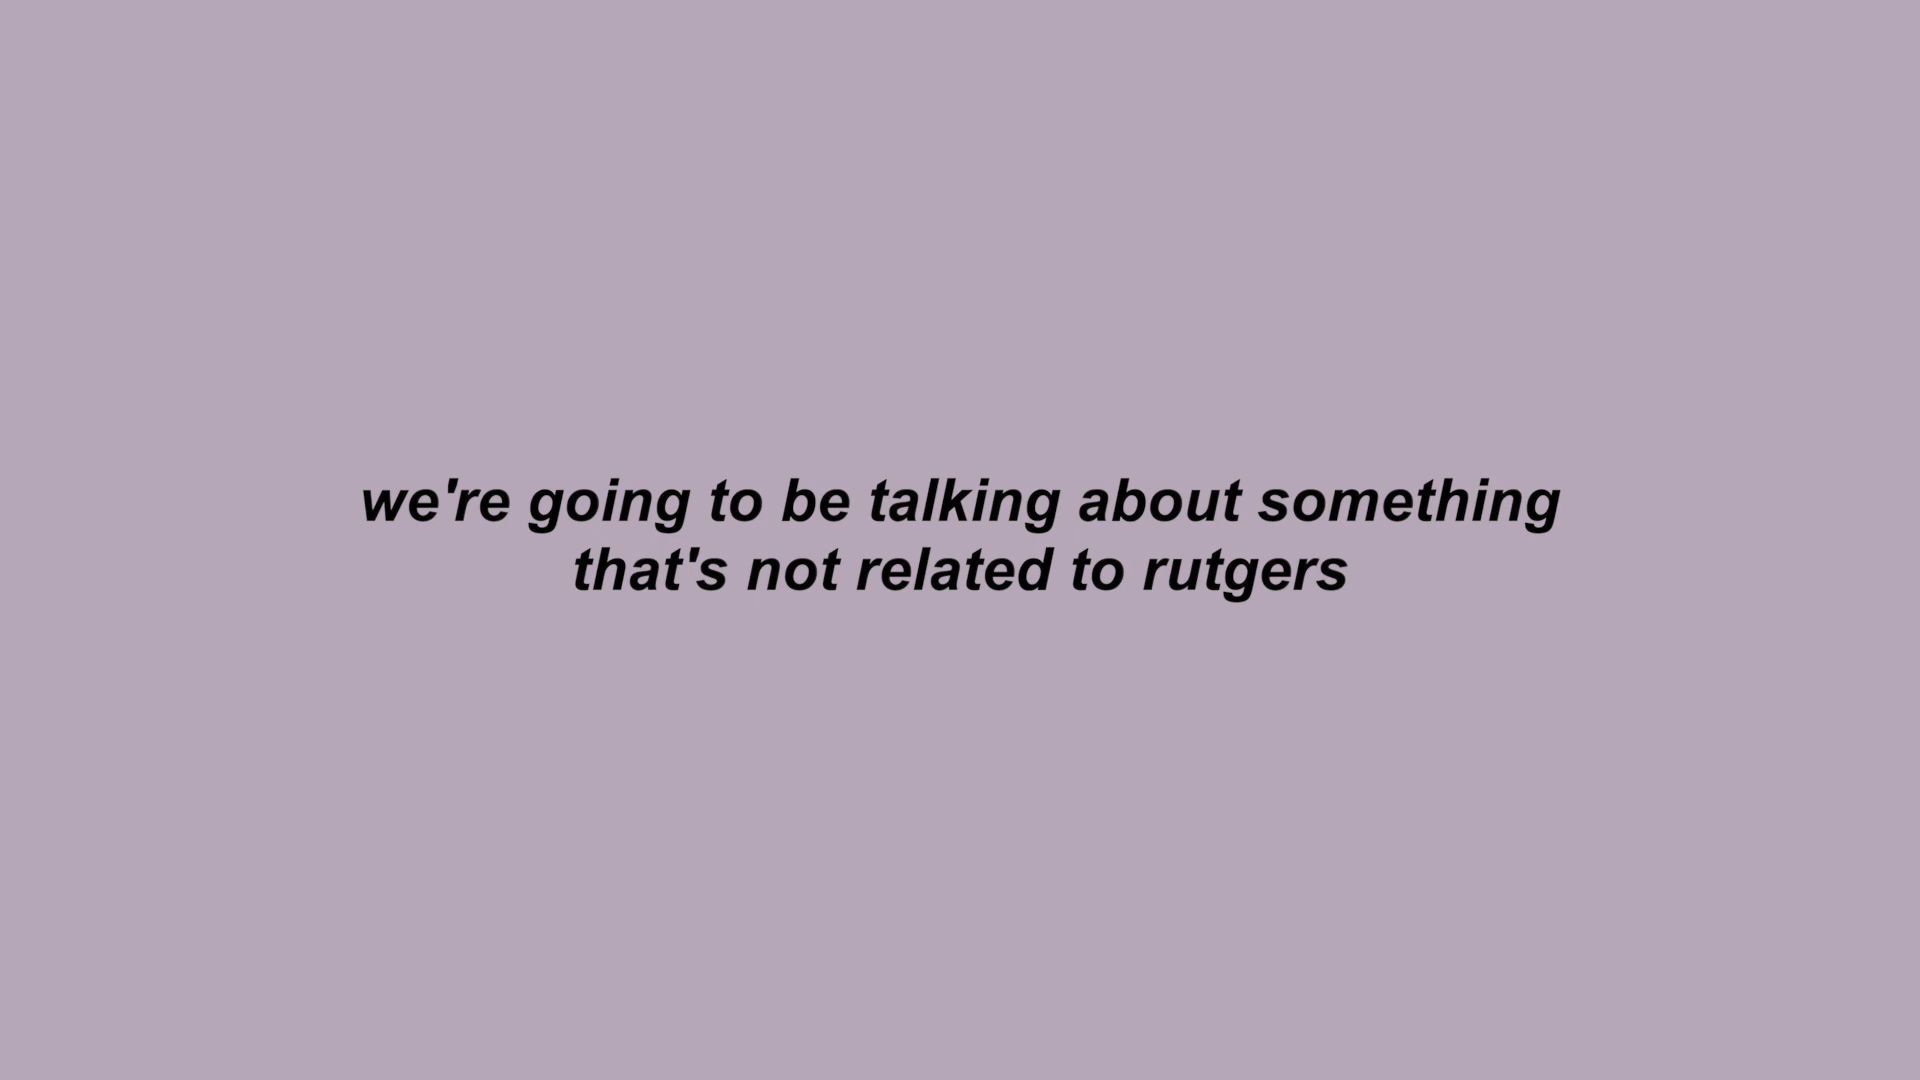 we're going to be talking about something
that's not related to rutgers